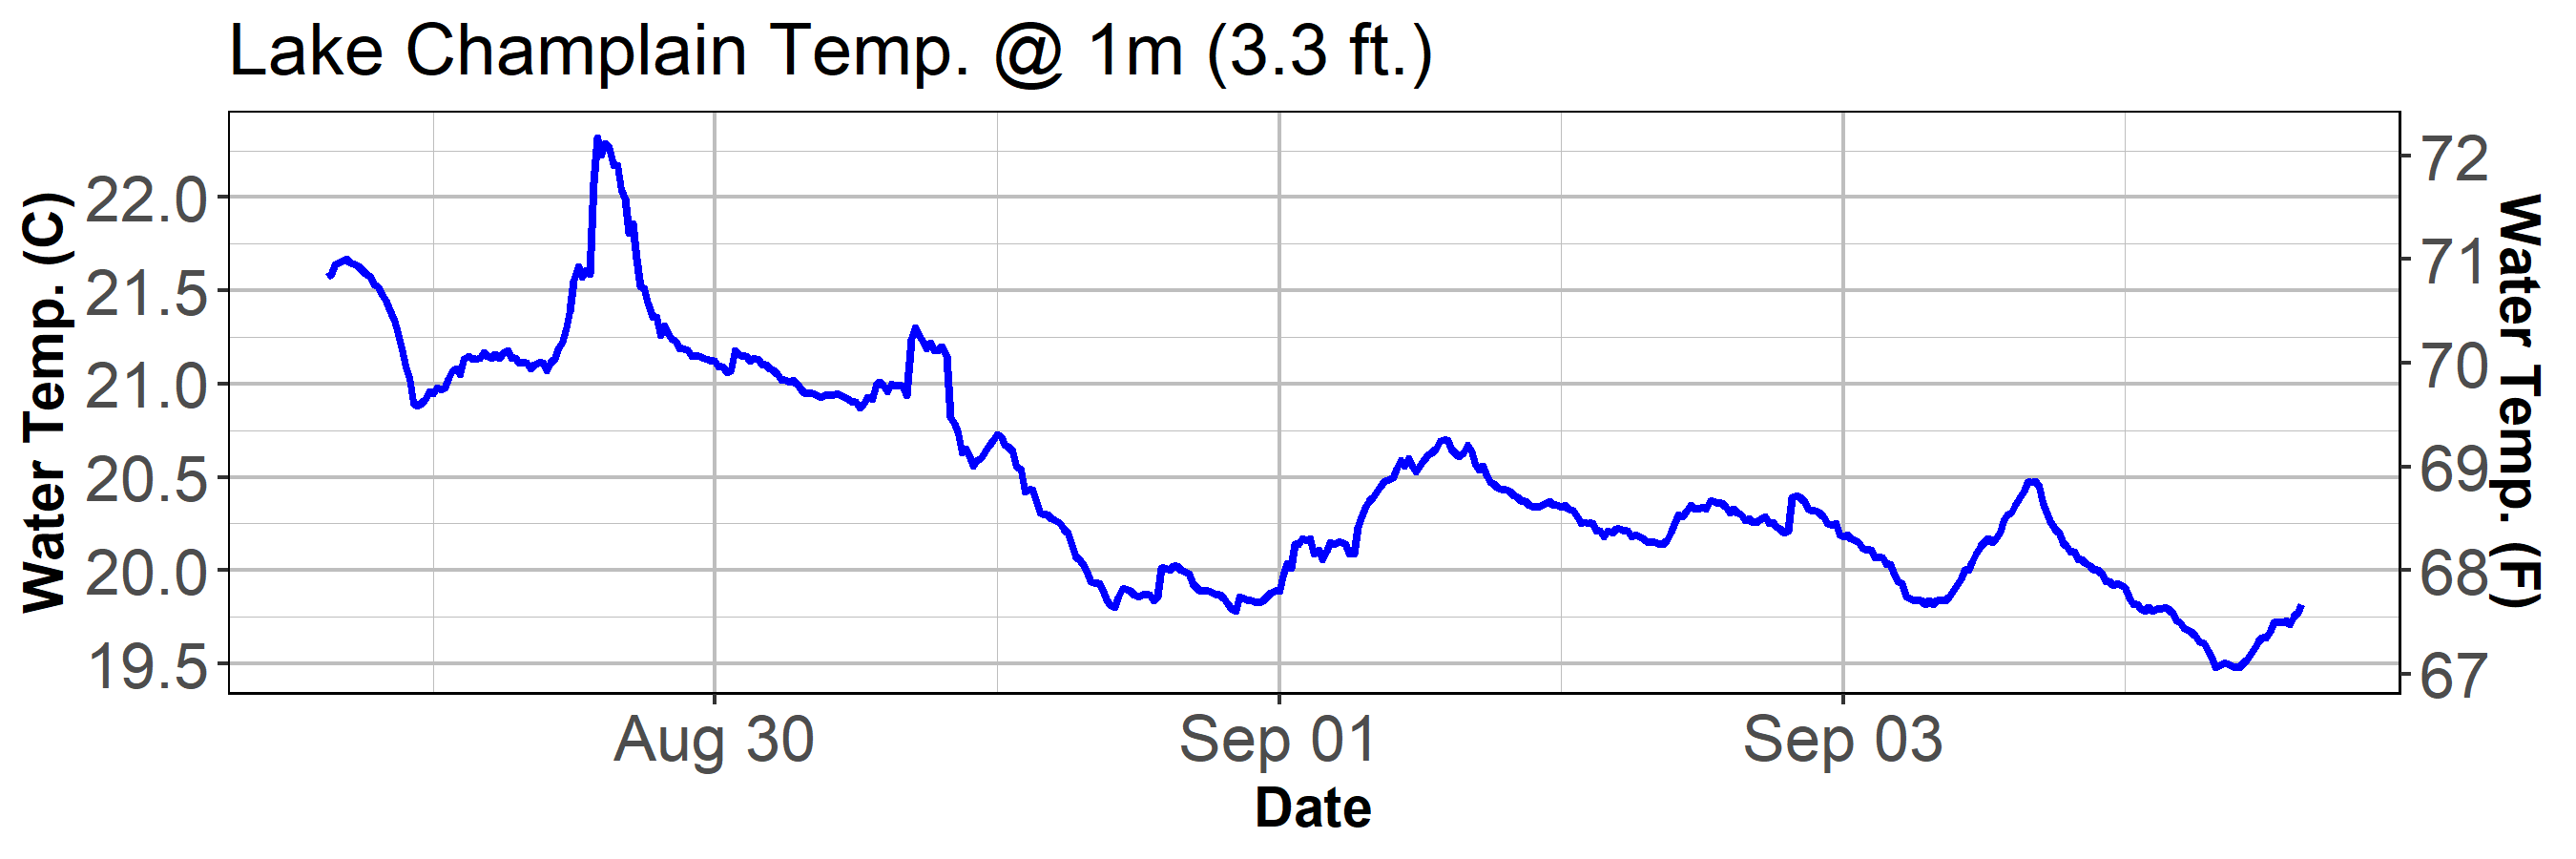 Lake Champlain Temp. @ 1m (3.3 ft.)
Water Temp. (C)
22.0
21.5
21.0
20.5
20.0
19.5
72
71
70
69
68
67
Water Temp. (F)
Aug 30
Sep 01
Sep 03
Date